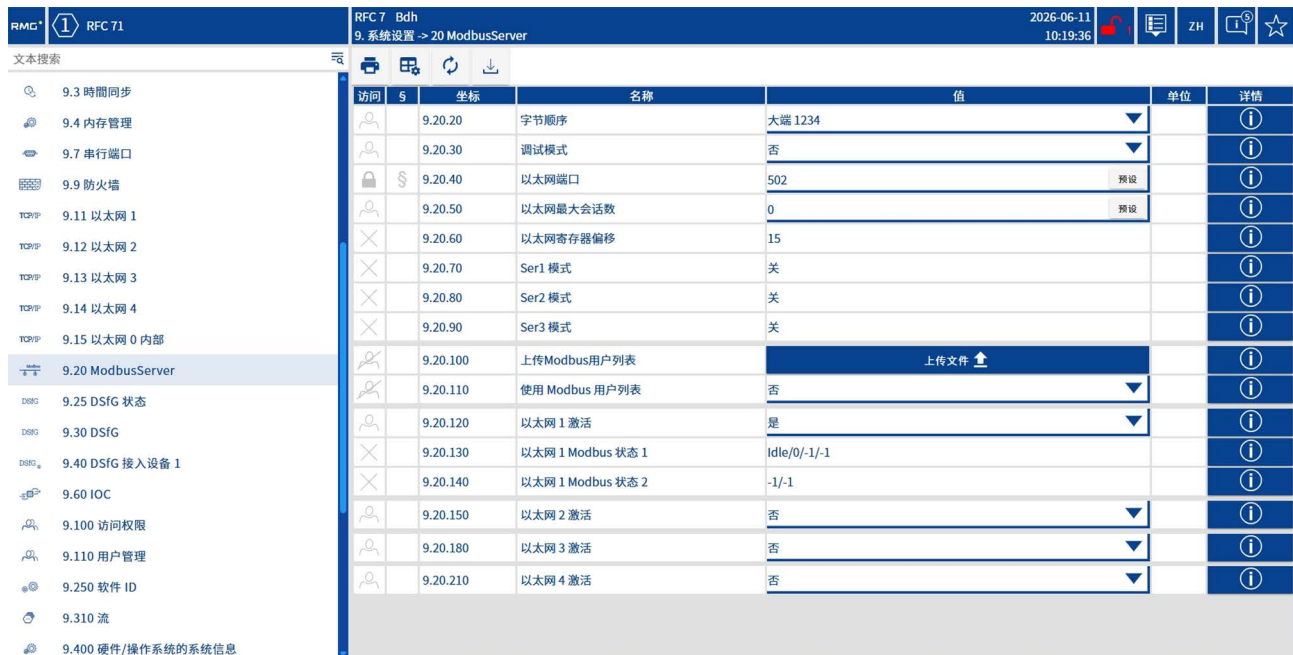 RMG 1 RFC 71
RFC 7 Bdh
9. 系统设置 -> 20 ModbusServer
2026-06-11
10:19:36
ZH
5
文本搜索
9.3 時間同步
9.4 内存管理
9.7 串行端口
9.9 防火墙
TCP/IP 9.11 以太网 1
TCP/IP 9.12 以太网 2
TCP/IP 9.13 以太网 3
TCP/IP 9.14 以太网 4
TCP/IP 9.15 以太网 0 内部
Modbus 9.20 ModbusServer
DSfG 9.25 DSfG 状态
DSfG 9.30 DSfG
DSfG 9.40 DSfG 接入设备 1
9.60 IOC
9.100 访问权限
9.110 用户管理
9.250 软件 ID
9.310 流
9.400 硬件/操作系统的系统信息
访问 § 坐标 名称 值 单位 详情
9.20.20 字节顺序 大端 1234
9.20.30 调试模式 否
§ 9.20.40 以太网端口 502 预设
9.20.50 以太网最大会话数 0 预设
9.20.60 以太网寄存器偏移 15
9.20.70 Ser1 模式 关
9.20.80 Ser2 模式 关
9.20.90 Ser3 模式 关
9.20.100 上传Modbus用户列表 上传文件
9.20.110 使用 Modbus 用户列表 否
9.20.120 以太网 1 激活 是
9.20.130 以太网 1 Modbus 状态 1 Idle/0/-1/-1
9.20.140 以太网 1 Modbus 状态 2 -1/-1
9.20.150 以太网 2 激活 否
9.20.180 以太网 3 激活 否
9.20.210 以太网 4 激活 否